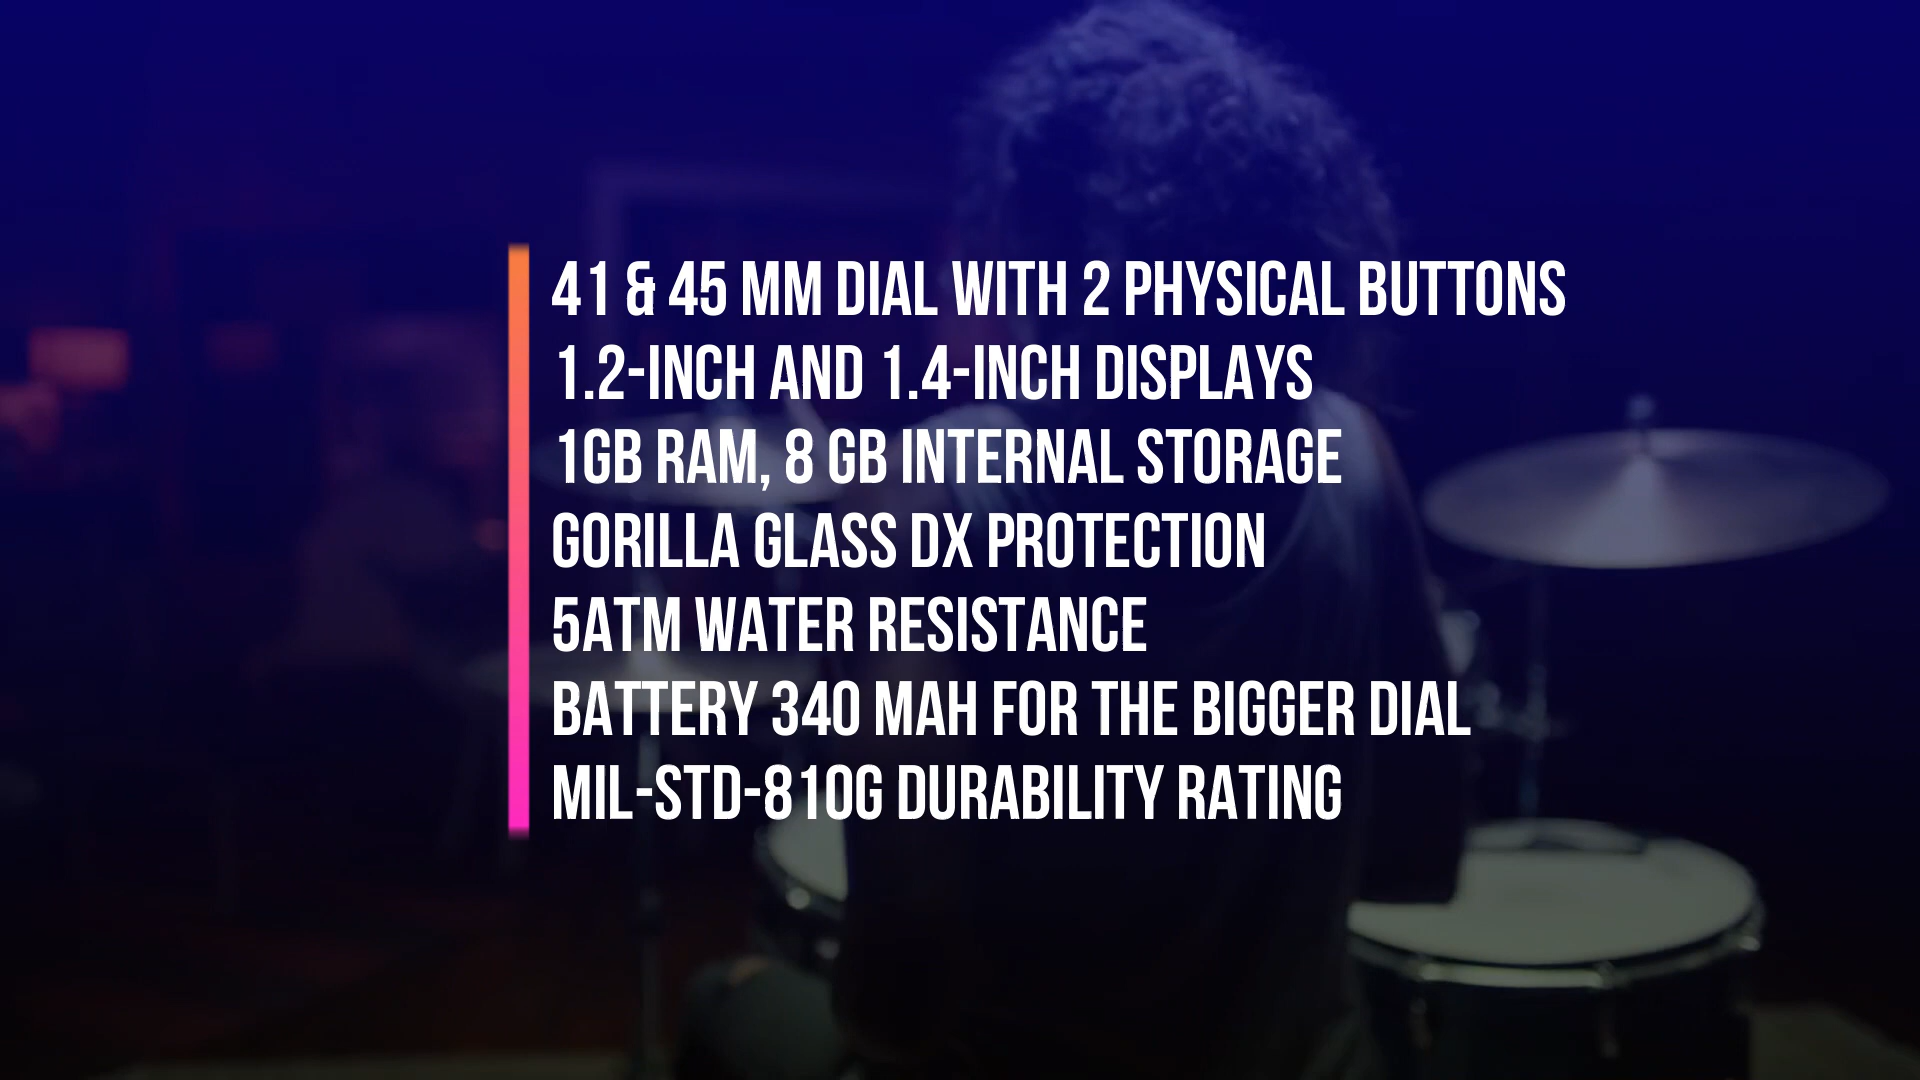 41 & 45 MM DIAL WITH 2 PHYSICAL BUTTONS
1.2-INCH AND 1.4-INCH DISPLAYS
1GB RAM, 8 GB INTERNAL STORAGE
GORILLA GLASS DX PROTECTION
5ATM WATER RESISTANCE
BATTERY 340 MAH FOR THE BIGGER DIAL
MIL-STD-810G DURABILITY RATING